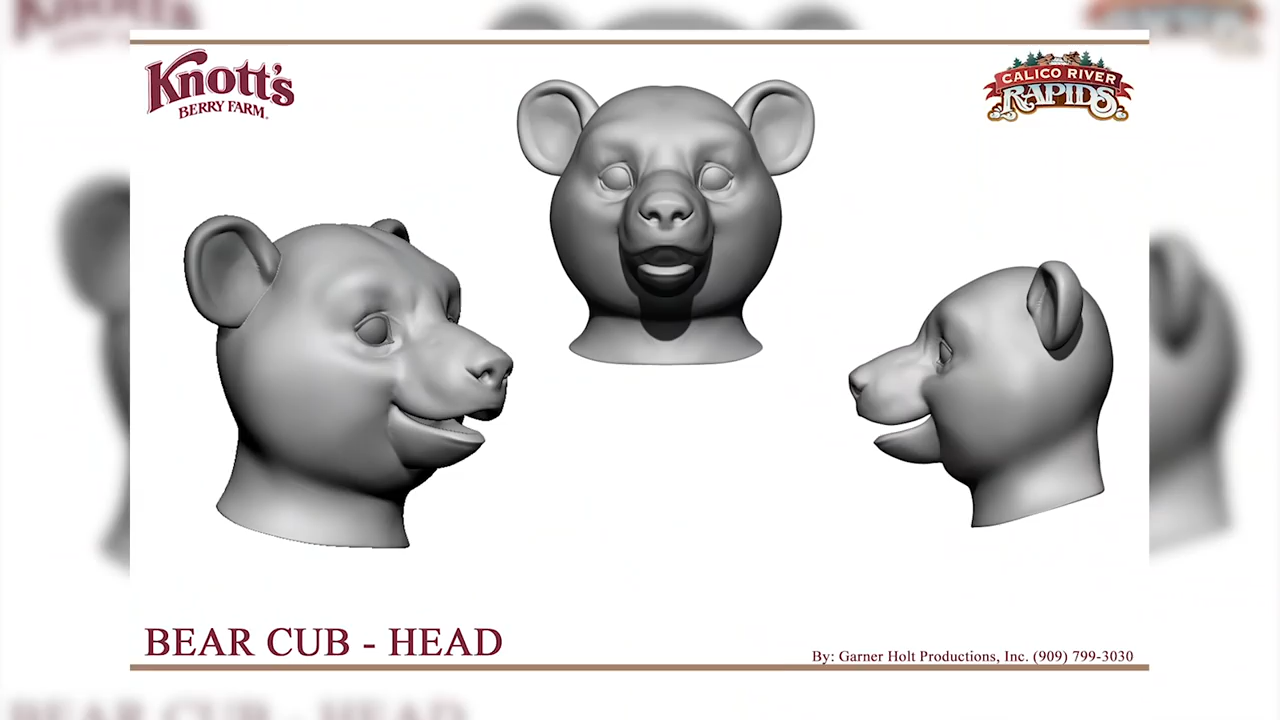 Knott's
BERRY FARM
CALICO RIVER
RAPIDS
BEAR CUB - HEAD
By: Garner Holt Productions, Inc. (909) 799-3030